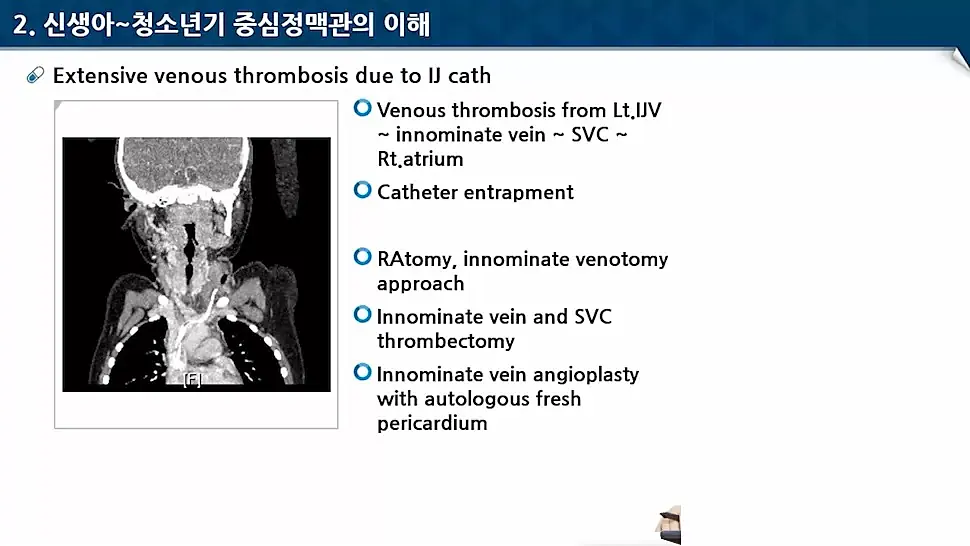 2. 신생아~청소년기 중심정맥관의 이해
Extensive venous thrombosis due to IJ cath
Venous thrombosis from Lt.IJV
~ innominate vein ~ SVC ~
Rt.atrium
Catheter entrapment
RAtomy, innominate venotomy
approach
Innominate vein and SVC
thrombectomy
Innominate vein angioplasty
with autologous fresh
pericardium
[F]